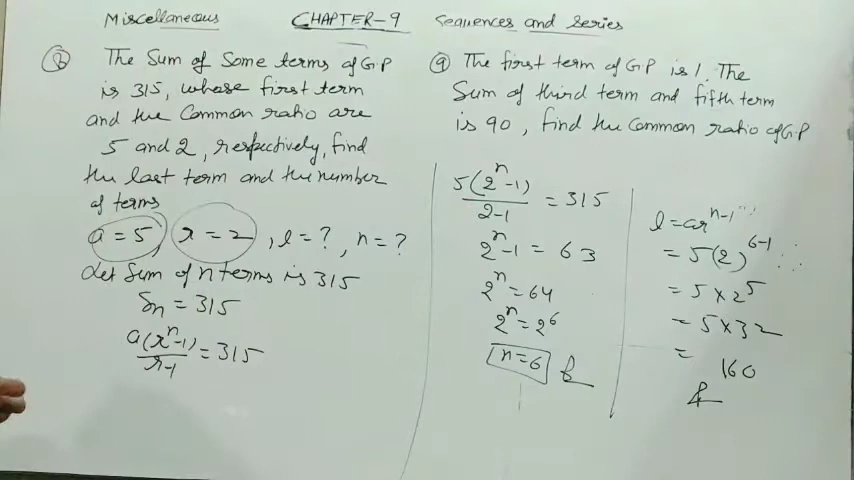 Miscellaneous CHAPTER-9 Sequences and Series
⑧ The Sum of Some terms of G.P
is 315, whose first term
and the Common ratio are
5 and 2, respectively, find
the last term and the number
of terms
a = 5, r = 2, l = ?, n = ?
Let Sum of n terms is 315
Sn = 315
a(r^n-1)/r-1 = 315
⑨ The first term of G.P is 1. The
Sum of third term and fifth term
is 90, find the Common ratio of G.P
5(2^n-1)/2-1 = 315
2^n-1 = 63
2^n = 64
2^n = 2^6
n=6
l = ar^n-1
= 5(2)^6-1
= 5 × 2^5
= 5 × 32
= 160